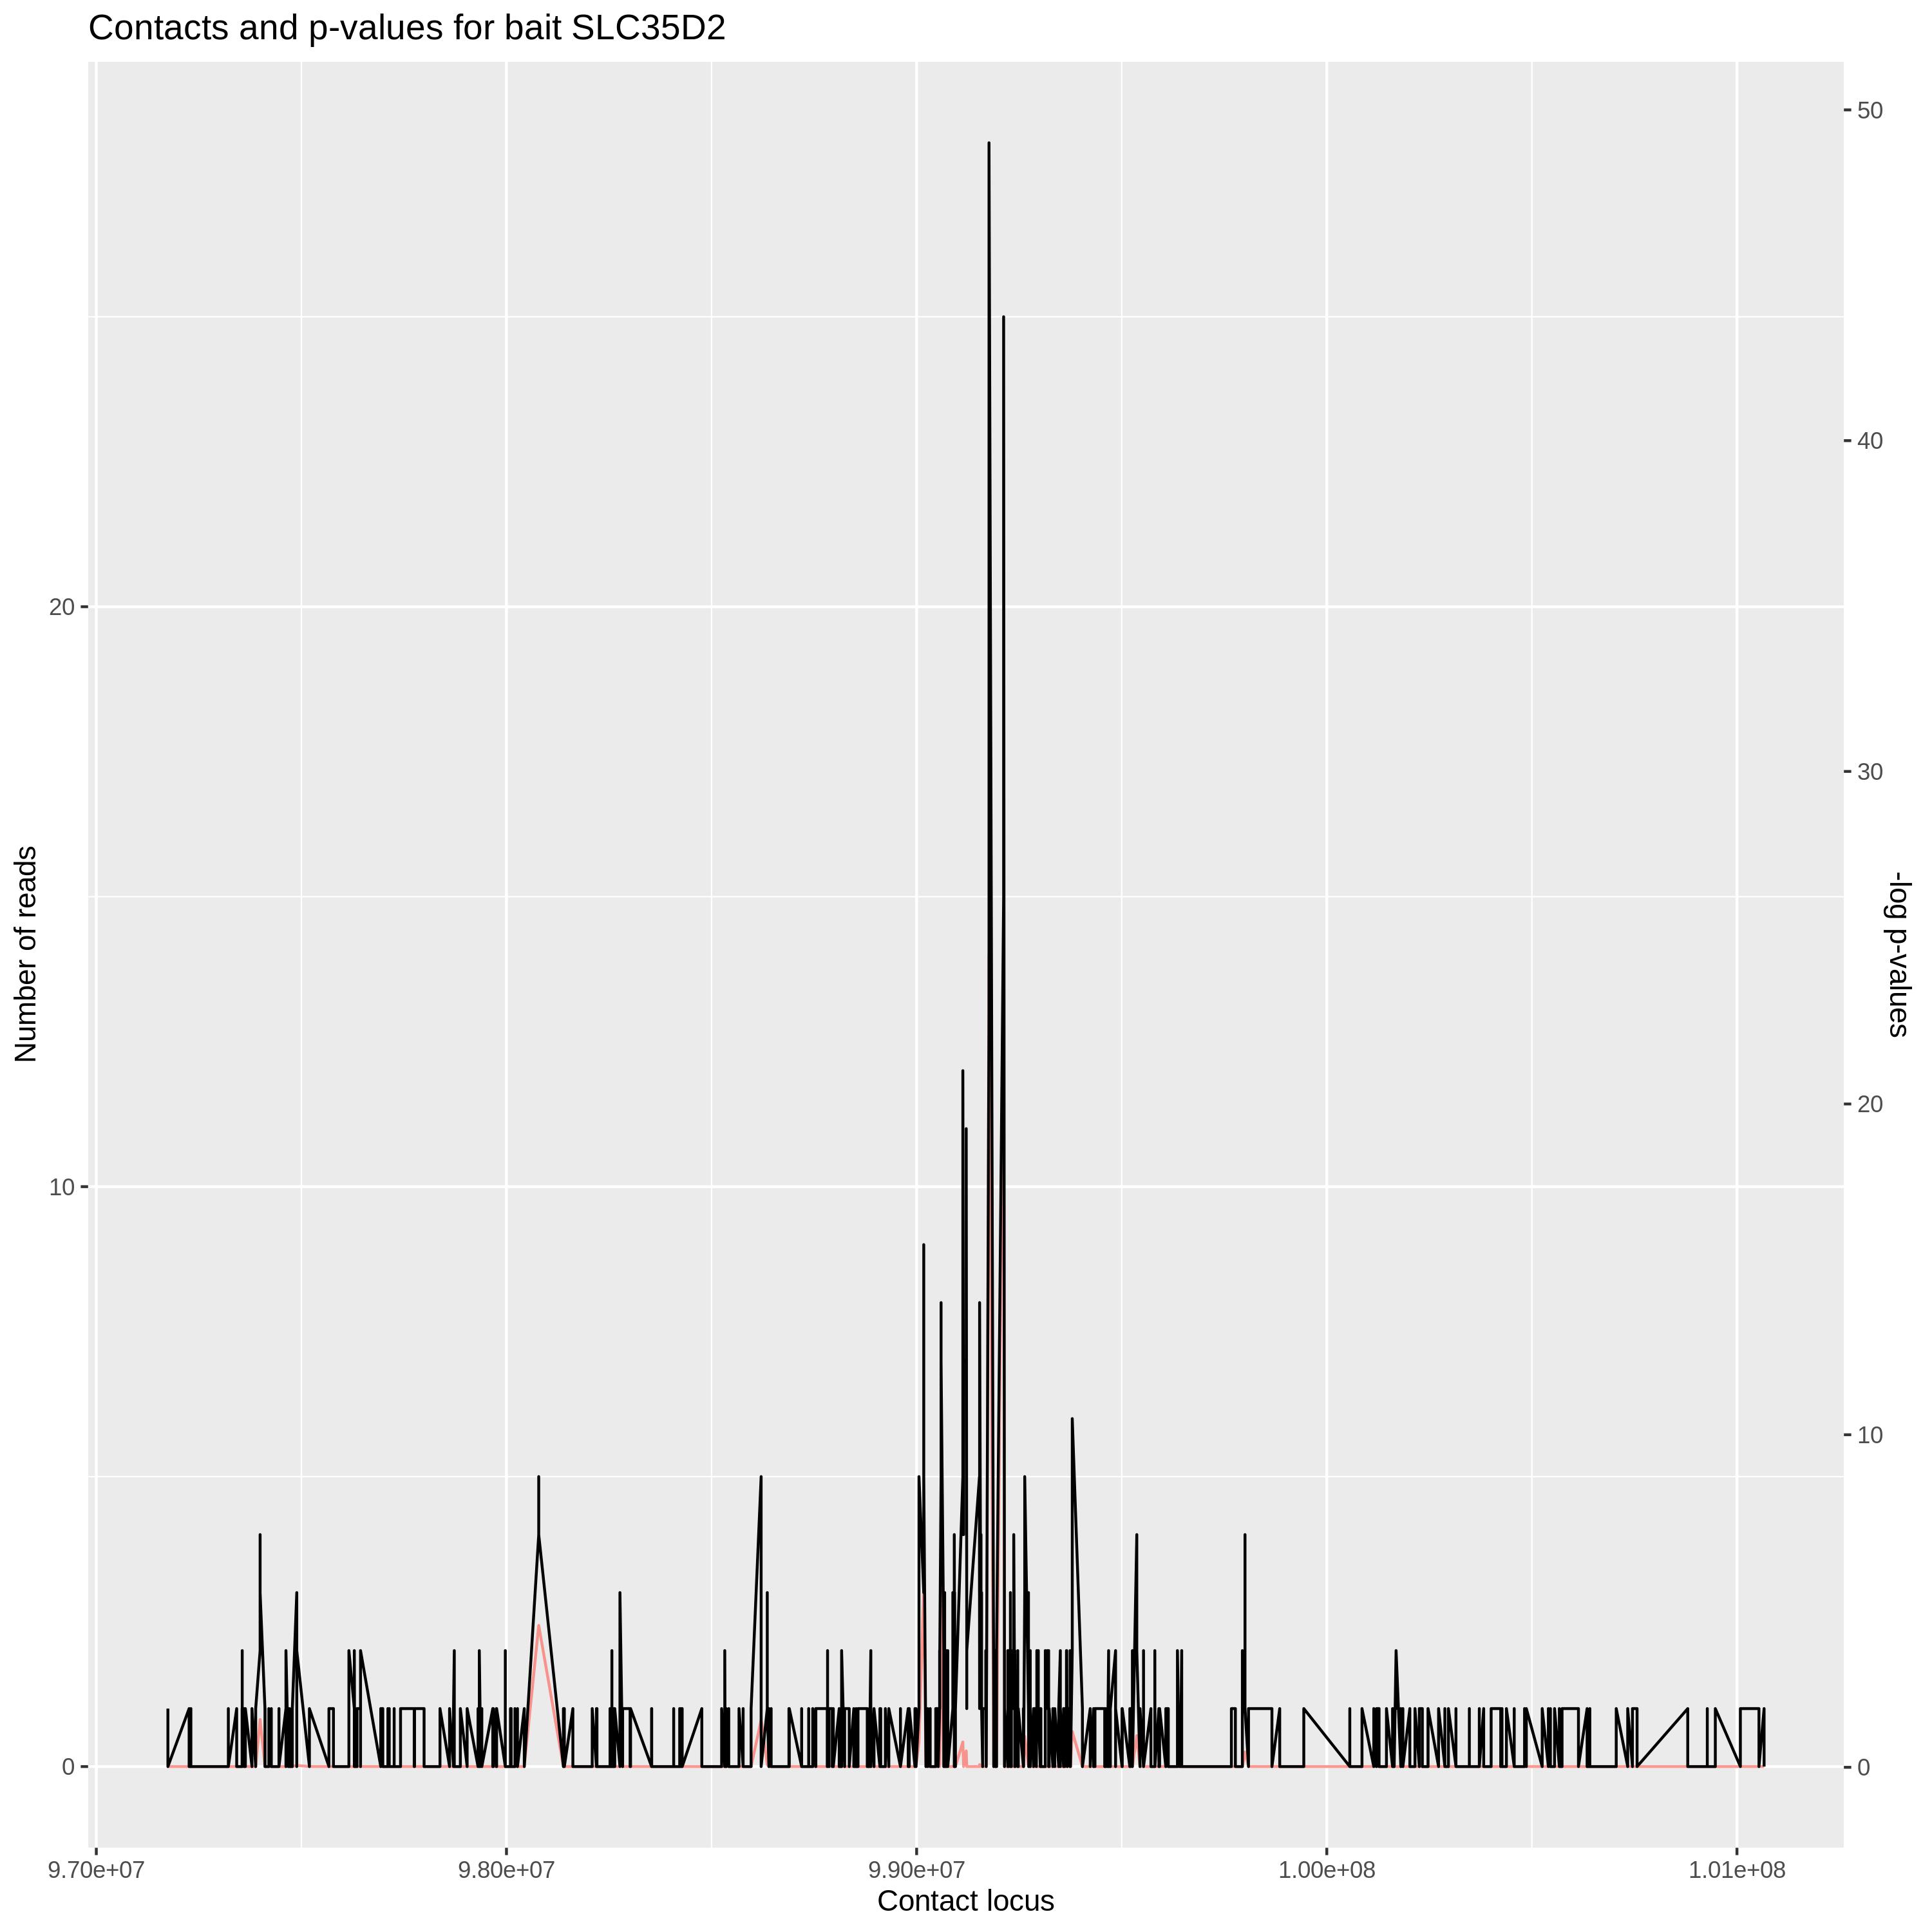 Contacts and p-values for bait SLC35D2
50
40
20
30
Number of reads
-log p-values
20
10
10
0
0
9.70e+07 9.80e+07 9.90e+07 1.00e+08 1.01e+08
Contact locus